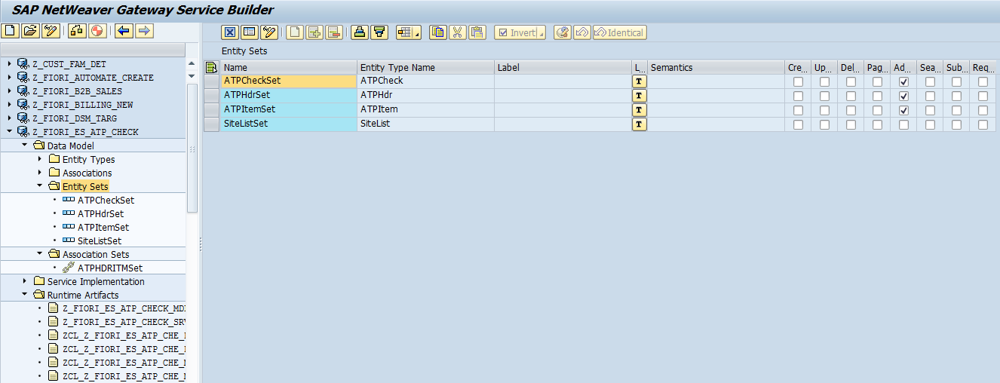 SAP NetWeaver Gateway Service Builder
Invert
Identical
Entity Sets
Name Entity Type Name Label L... Semantics Cre... Up... Del... Pag... Ad... Sea... Sub... Req...
ATPCheckSet ATPCheck T
ATPHdrSet ATPHdr T
ATPItemSet ATPItem T
SiteListSet SiteList T
Z_CUST_FAM_DET
Z_FIORI_AUTOMATE_CREATE
Z_FIORI_B2B_SALES
Z_FIORI_BILLING_NEW
Z_FIORI_DSM_TARG
Z_FIORI_ES_ATP_CHECK
Data Model
Entity Types
Associations
Entity Sets
ATPCheckSet
ATPHdrSet
ATPItemSet
SiteListSet
Association Sets
ATPHDRITMSet
Service Implementation
Runtime Artifacts
Z_FIORI_ES_ATP_CHECK_MD
Z_FIORI_ES_ATP_CHECK_SRV
ZCL_Z_FIORI_ES_ATP_CHE_
ZCL_Z_FIORI_ES_ATP_CHE_
ZCL_Z_FIORI_ES_ATP_CHE_
ZCL_Z_FIORI_ES_ATP_CHE_